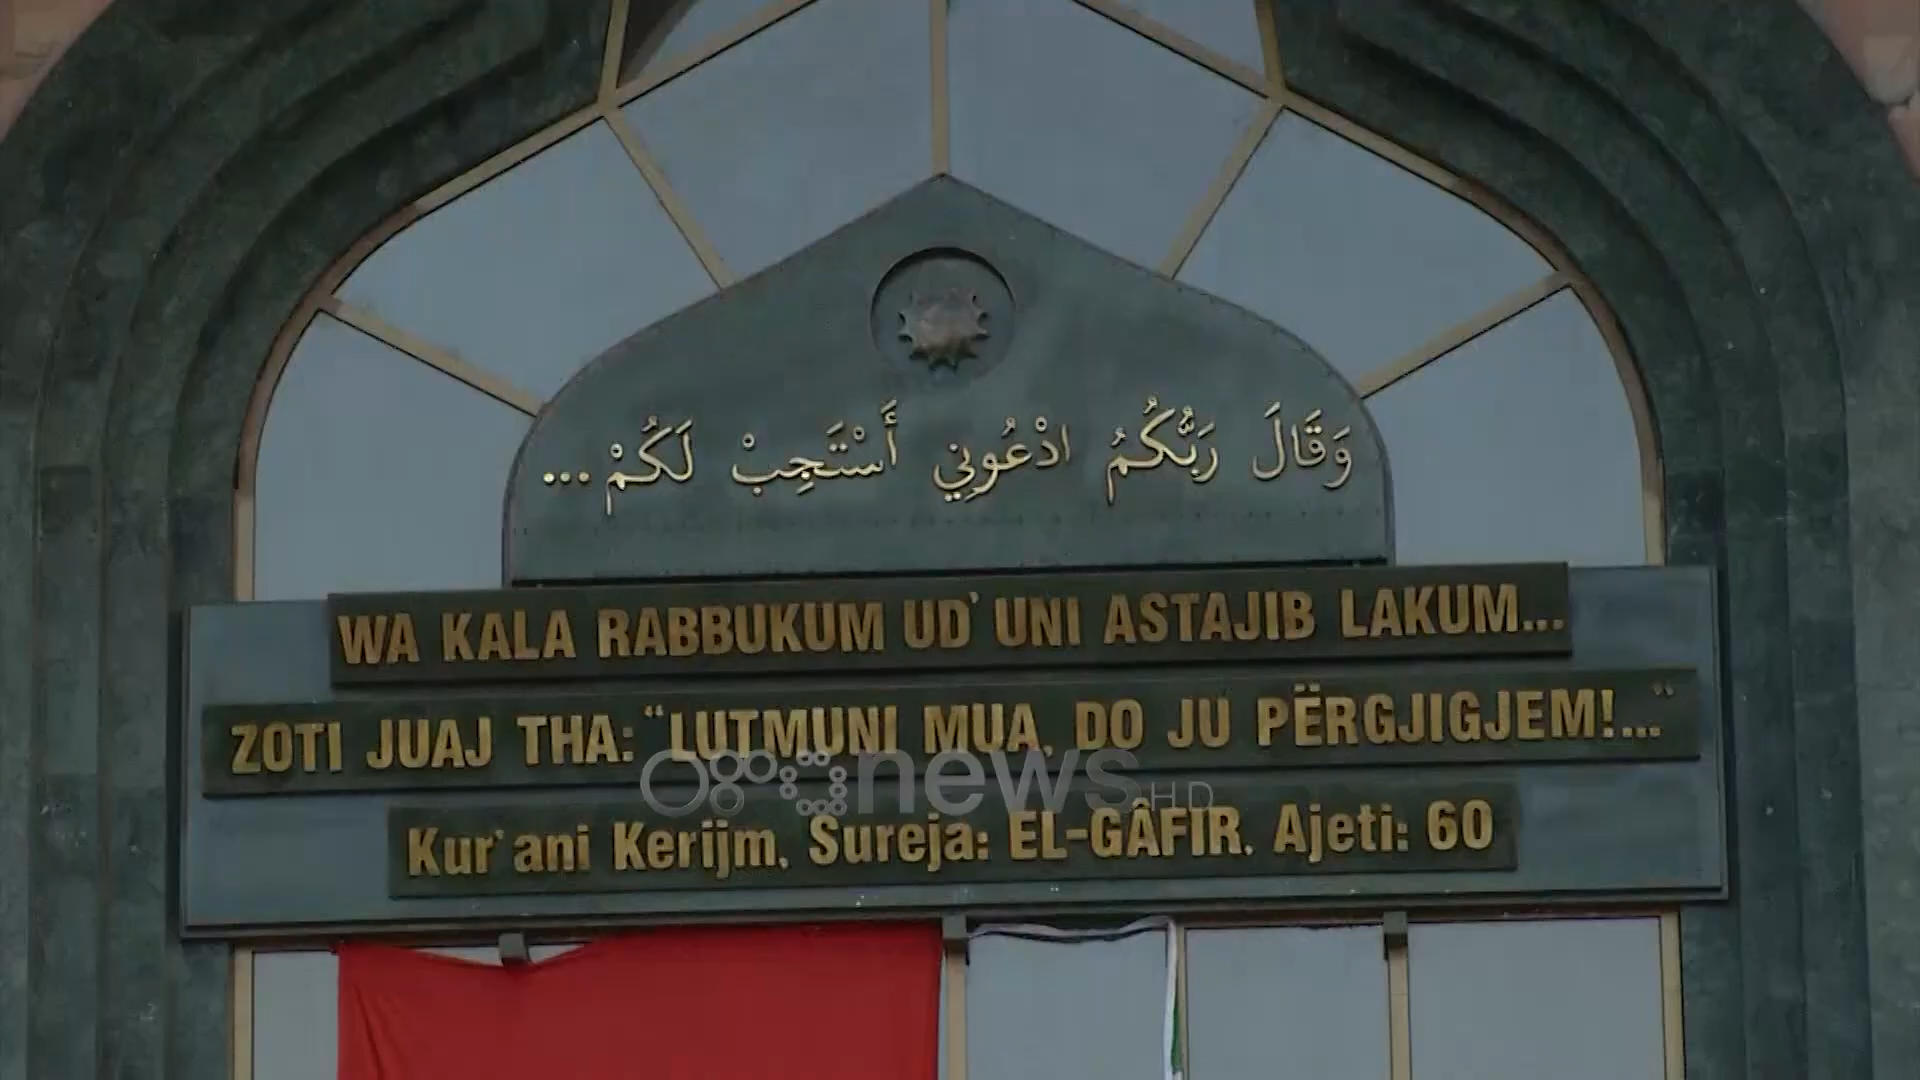 وَقَالَ رَبُّكُمُ ادْعُونِي أَسْتَجِبْ لَكُمْ...
WA KALA RABBUKUM UD'UNI ASTAJIB LAKUM...
ZOTI JUAJ THA: “LUTMUNI MUA, DO JU PËRGJIGJEM!...”
news HD
Kur'ani Kerijm, Sureja: EL-GÂFIR, Ajeti: 60